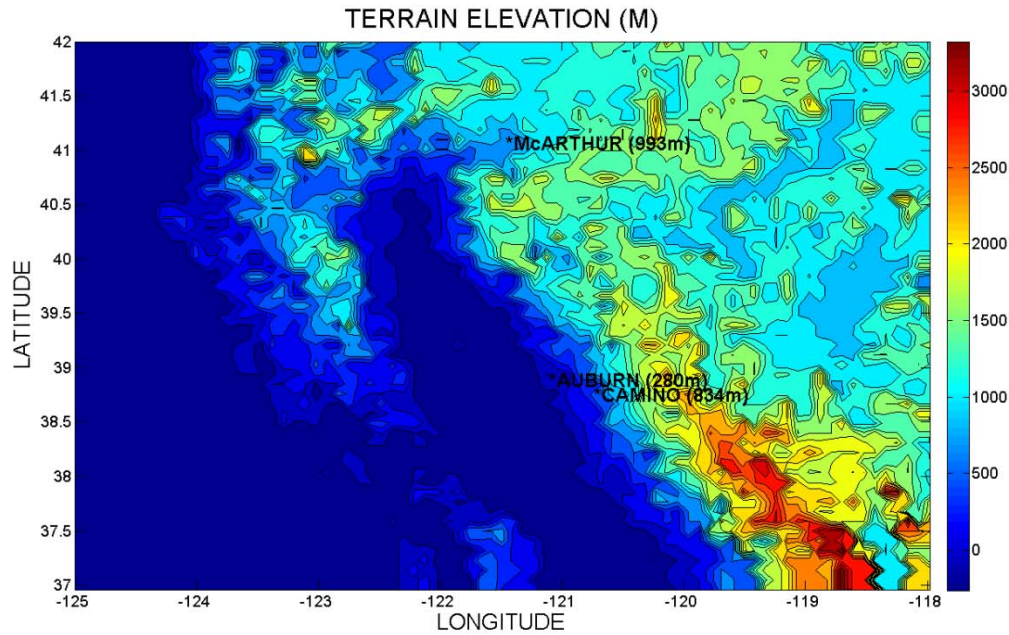 TERRAIN ELEVATION (M)
42
41.5
41
40.5
40
39.5
39
38.5
38
37.5
37
LATITUDE
*McARTHUR (993m)
*AUBURN (280m)
*CAMINO (834m)
-125 -124 -123 -122 -121 -120 -119 -118
LONGITUDE
3000
2500
2000
1500
1000
500
0